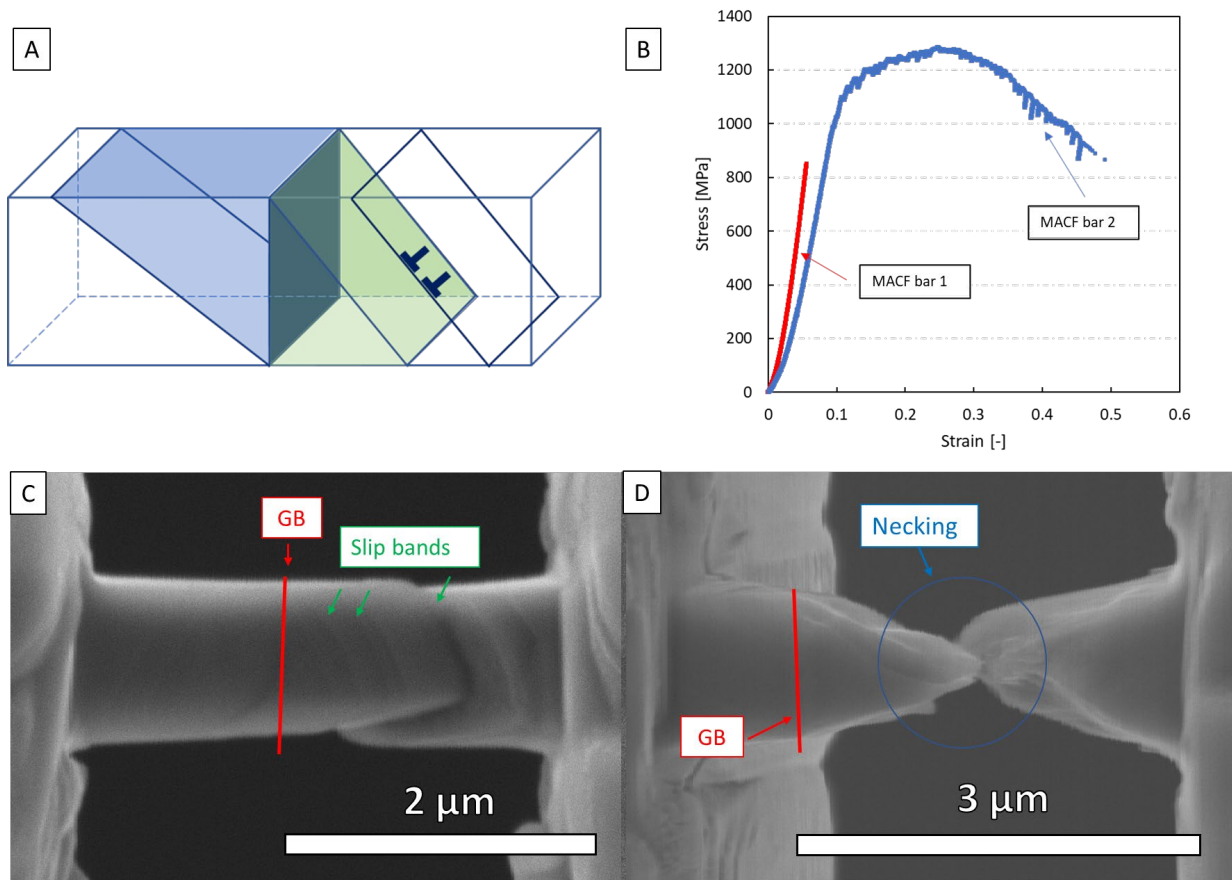 A
B
1400
1200
1000
800
600
400
200
0
Stress [MPa]
MACF bar 2
MACF bar 1
0 0.1 0.2 0.3 0.4 0.5 0.6
Strain [-]
C
GB
Slip bands
2 μm
D
Necking
GB
3 μm